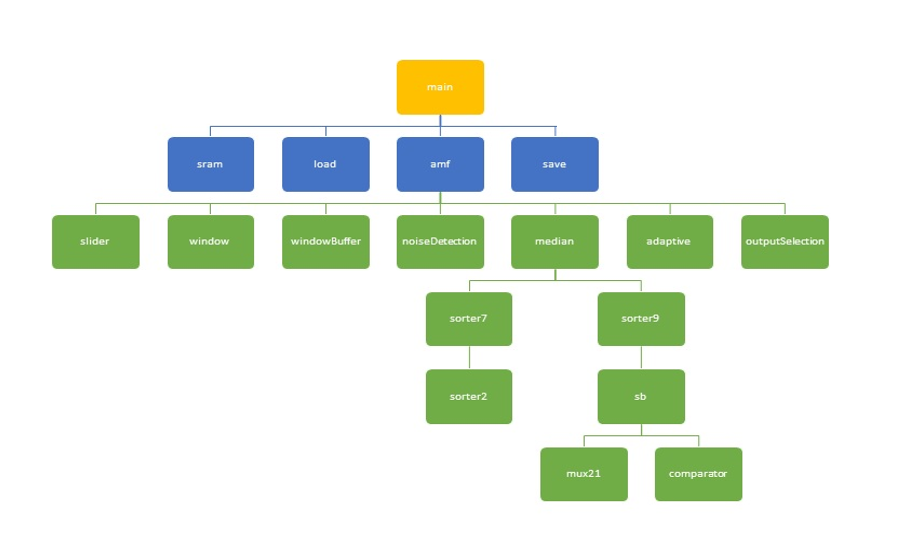 main
sram
load
amf
save
slider
window
windowBuffer
noiseDetection
median
adaptive
outputSelection
sorter7
sorter9
sorter2
sb
mux21
comparator